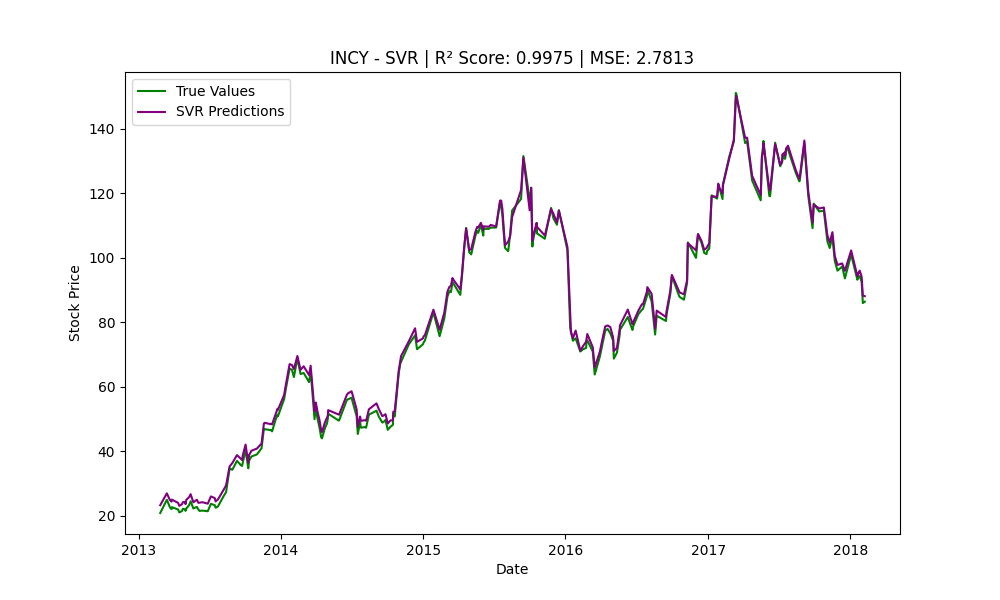 INCY - SVR | R² Score: 0.9975 | MSE: 2.7813
True Values
SVR Predictions
Stock Price
140
120
100
80
60
40
20
2013 2014 2015 2016 2017 2018
Date